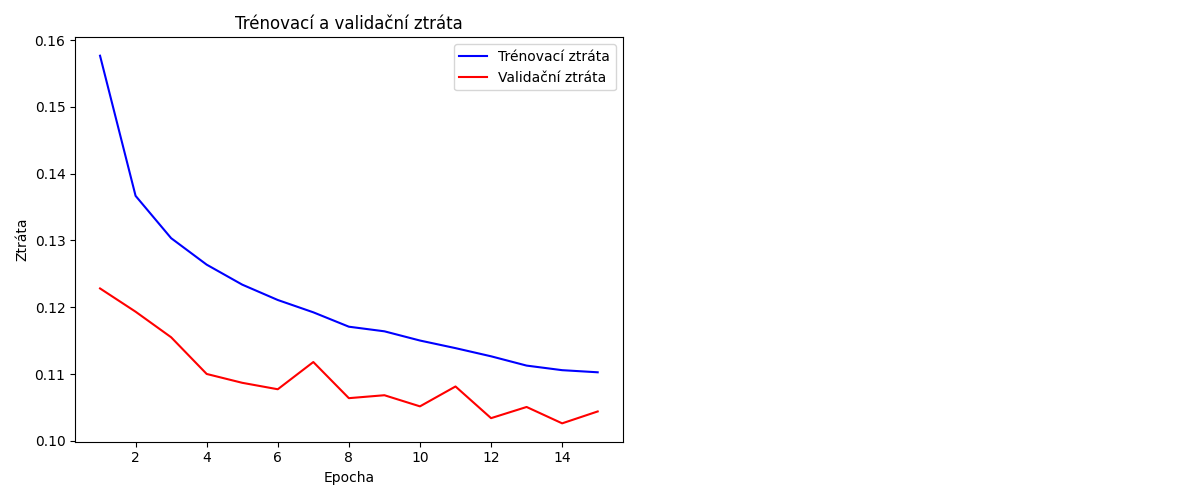 Trénovací a validační ztráta
0.16
0.15
0.14
0.13
0.12
0.11
0.10
Ztráta
Trénovací ztráta
Validační ztráta
2 4 6 8 10 12 14
Epocha